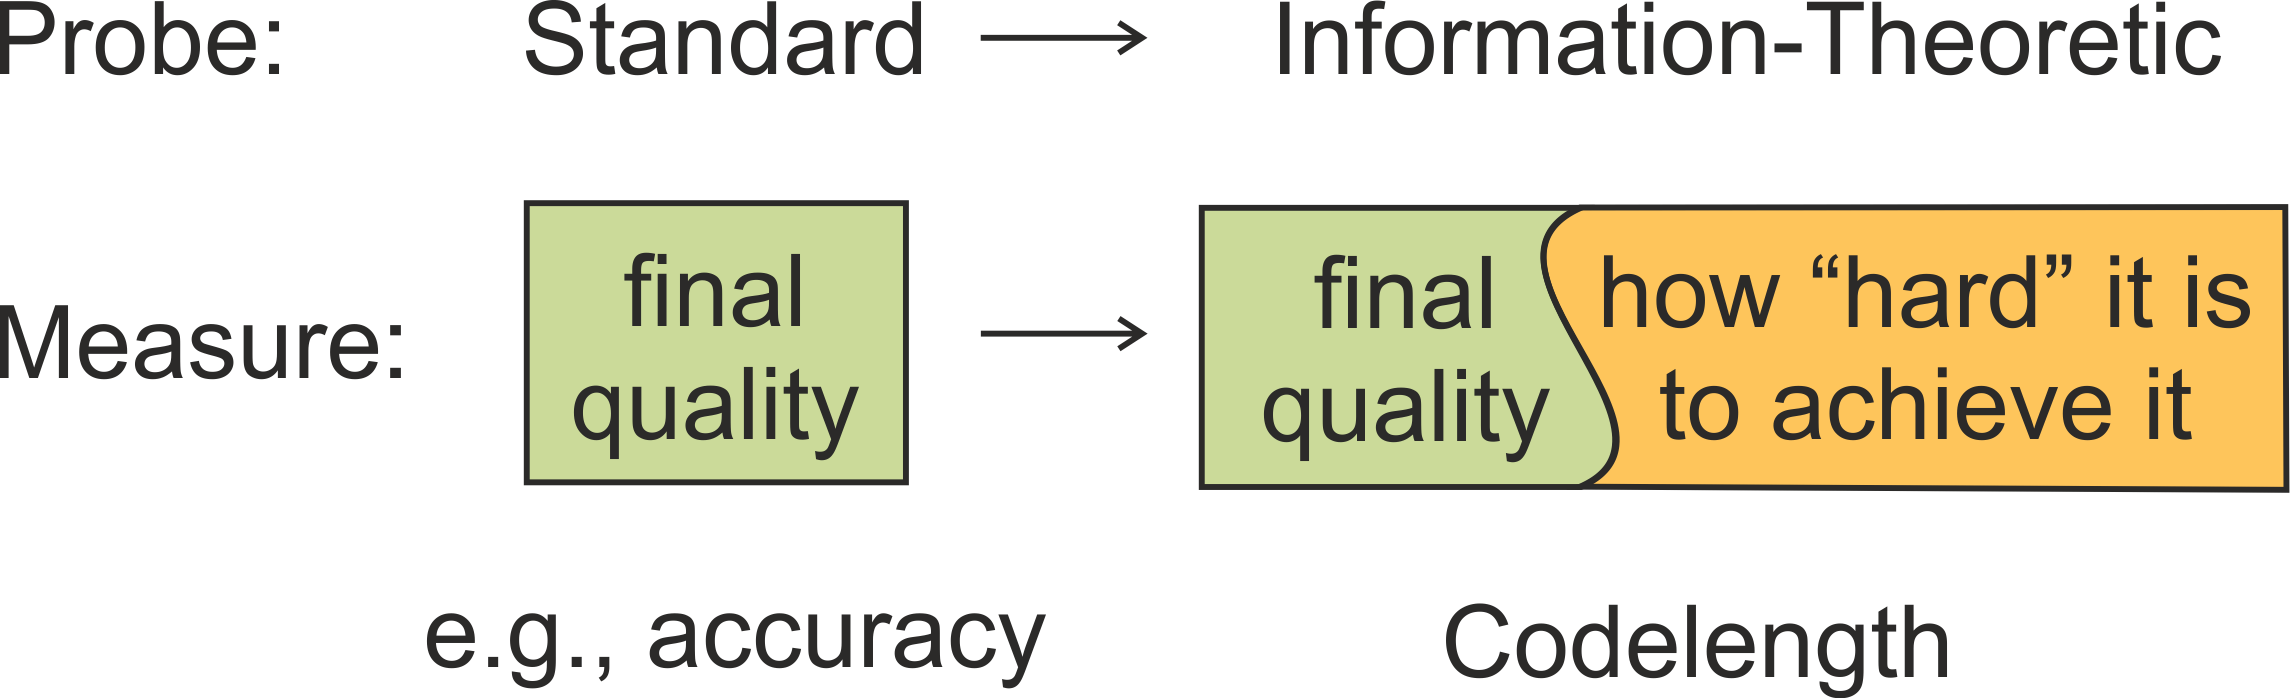 Probe: Standard → Information-Theoretic
Measure:
final
quality
→
final
quality
how “hard” it is
to achieve it
e.g., accuracy
Codelength